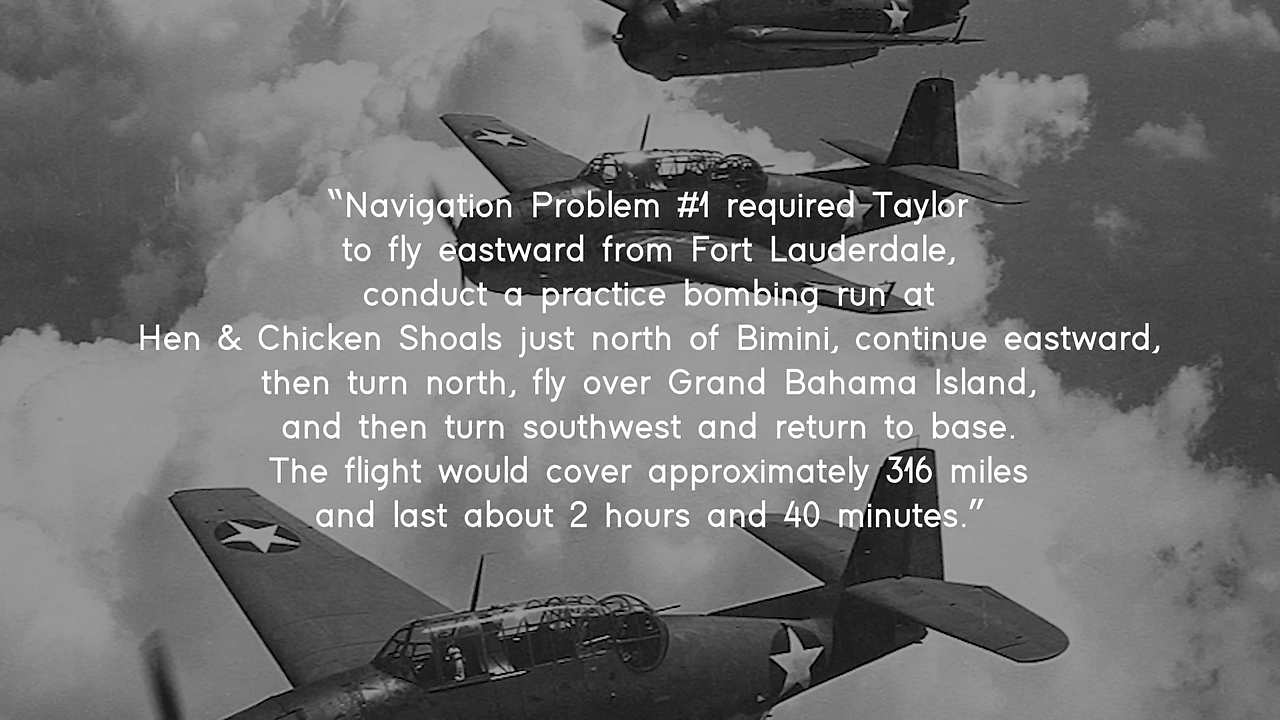 “Navigation Problem #1 required Taylor
to fly eastward from Fort Lauderdale,
conduct a practice bombing run at
Hen & Chicken Shoals just north of Bimini, continue eastward,
then turn north, fly over Grand Bahama Island,
and then turn southwest and return to base.
The flight would cover approximately 316 miles
and last about 2 hours and 40 minutes.”